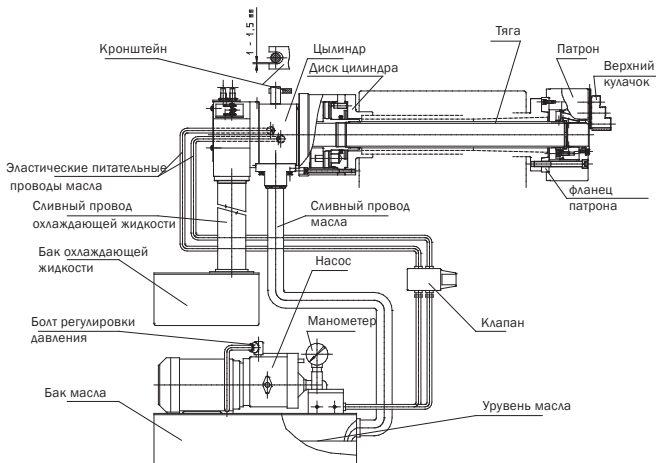 1 - 1,5 мм
Кронштейн
Цылиндр
Диск цилиндра
Тяга
Патрон
Верхний
кулачок
Эластические питательные
проводы масла
Сливный провод
охлаждающей жидкости
Сливный провод
масла
фланец
патрона
Бак охлаждающей
жидкости
Насос
Клапан
Болт регулировки
давления
Манометр
Бак масла
Урувень масла